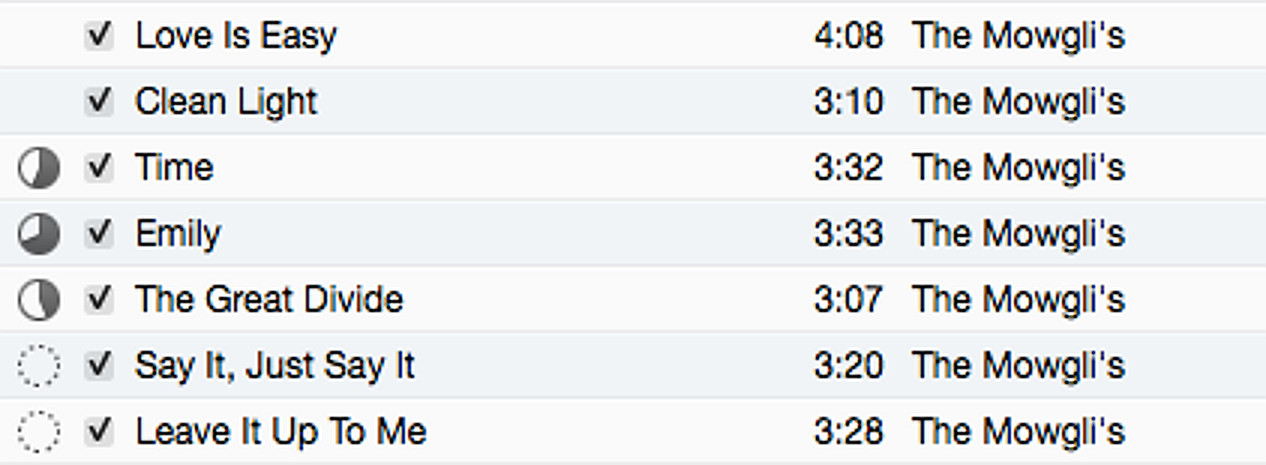 Love Is Easy 4:08 The Mowgli's
Clean Light 3:10 The Mowgli's
Time 3:32 The Mowgli's
Emily 3:33 The Mowgli's
The Great Divide 3:07 The Mowgli's
Say It, Just Say It 3:20 The Mowgli's
Leave It Up To Me 3:28 The Mowgli's